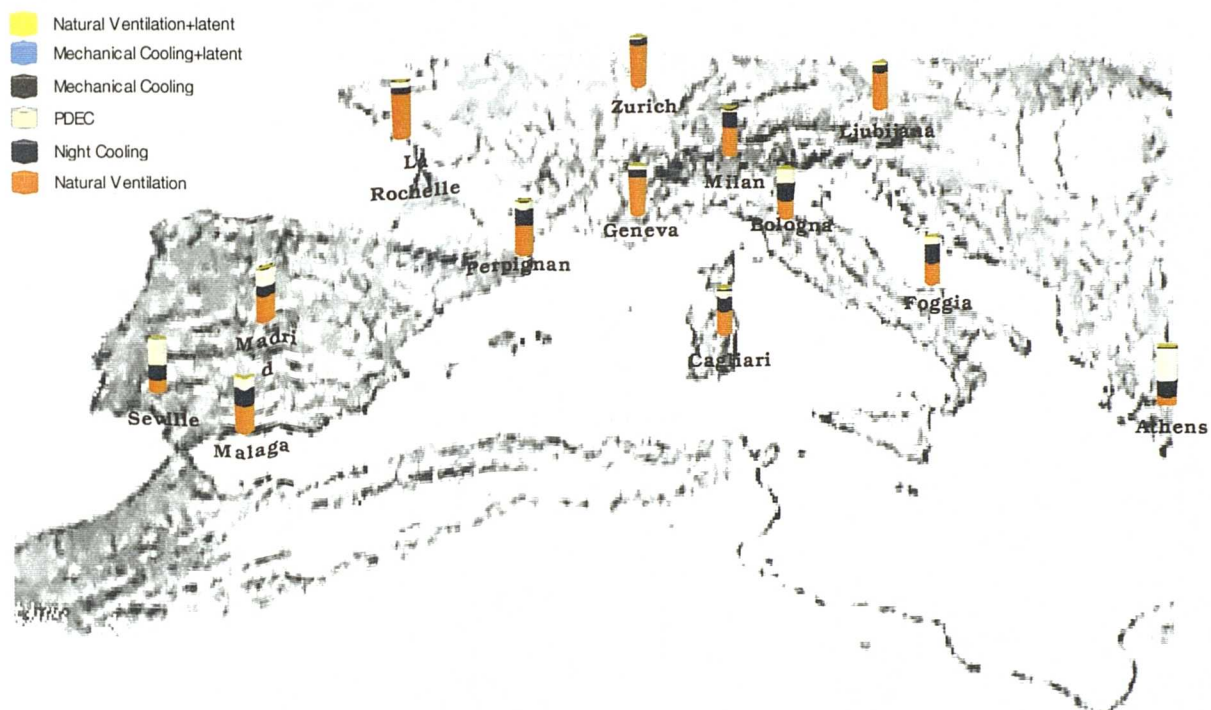 Natural Ventilation+latent
Mechanical Cooling+latent
Mechanical Cooling
PDEC
Night Cooling
Natural Ventilation
Zurich
Ljubijana
La
Rochelle
Milan
Geneva
Bologna
Perpignan
Foggia
Madri
d
Cagliari
Seville
Malaga
Athens